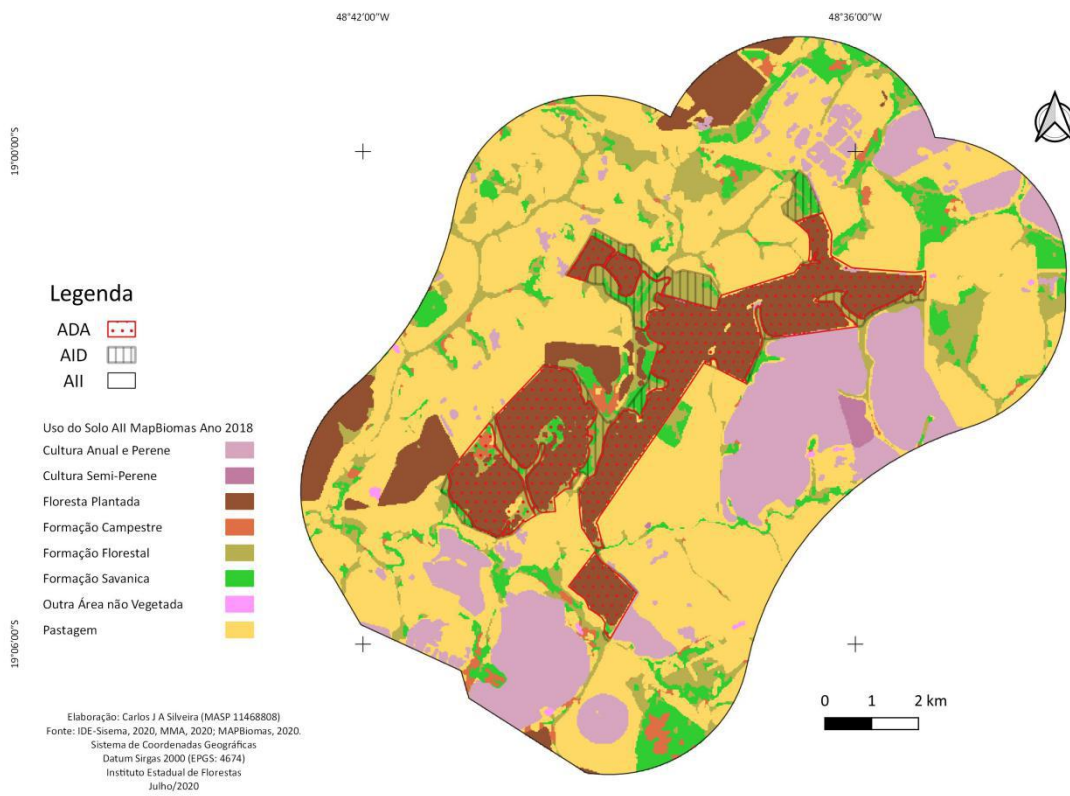 48°42'00"W
48°36'00"W
19°00'00"S
19°06'00"S
Legenda
ADA
AID
AII
Uso do Solo AII MapBiomas Ano 2018
Cultura Anual e Perene
Cultura Semi-Perene
Floresta Plantada
Formação Campestre
Formação Florestal
Formação Savanica
Outra Área não Vegetada
Pastagem
0 1 2 km
Elaboração: Carlos J A Silveira (MASP 11468808)
Fonte: IDE-Sisema, 2020, MMA, 2020; MAPBiomas, 2020.
Sistema de Coordenadas Geográficas
Datum Sirgas 2000 (EPGS: 4674)
Instituto Estadual de Florestas
Julho/2020